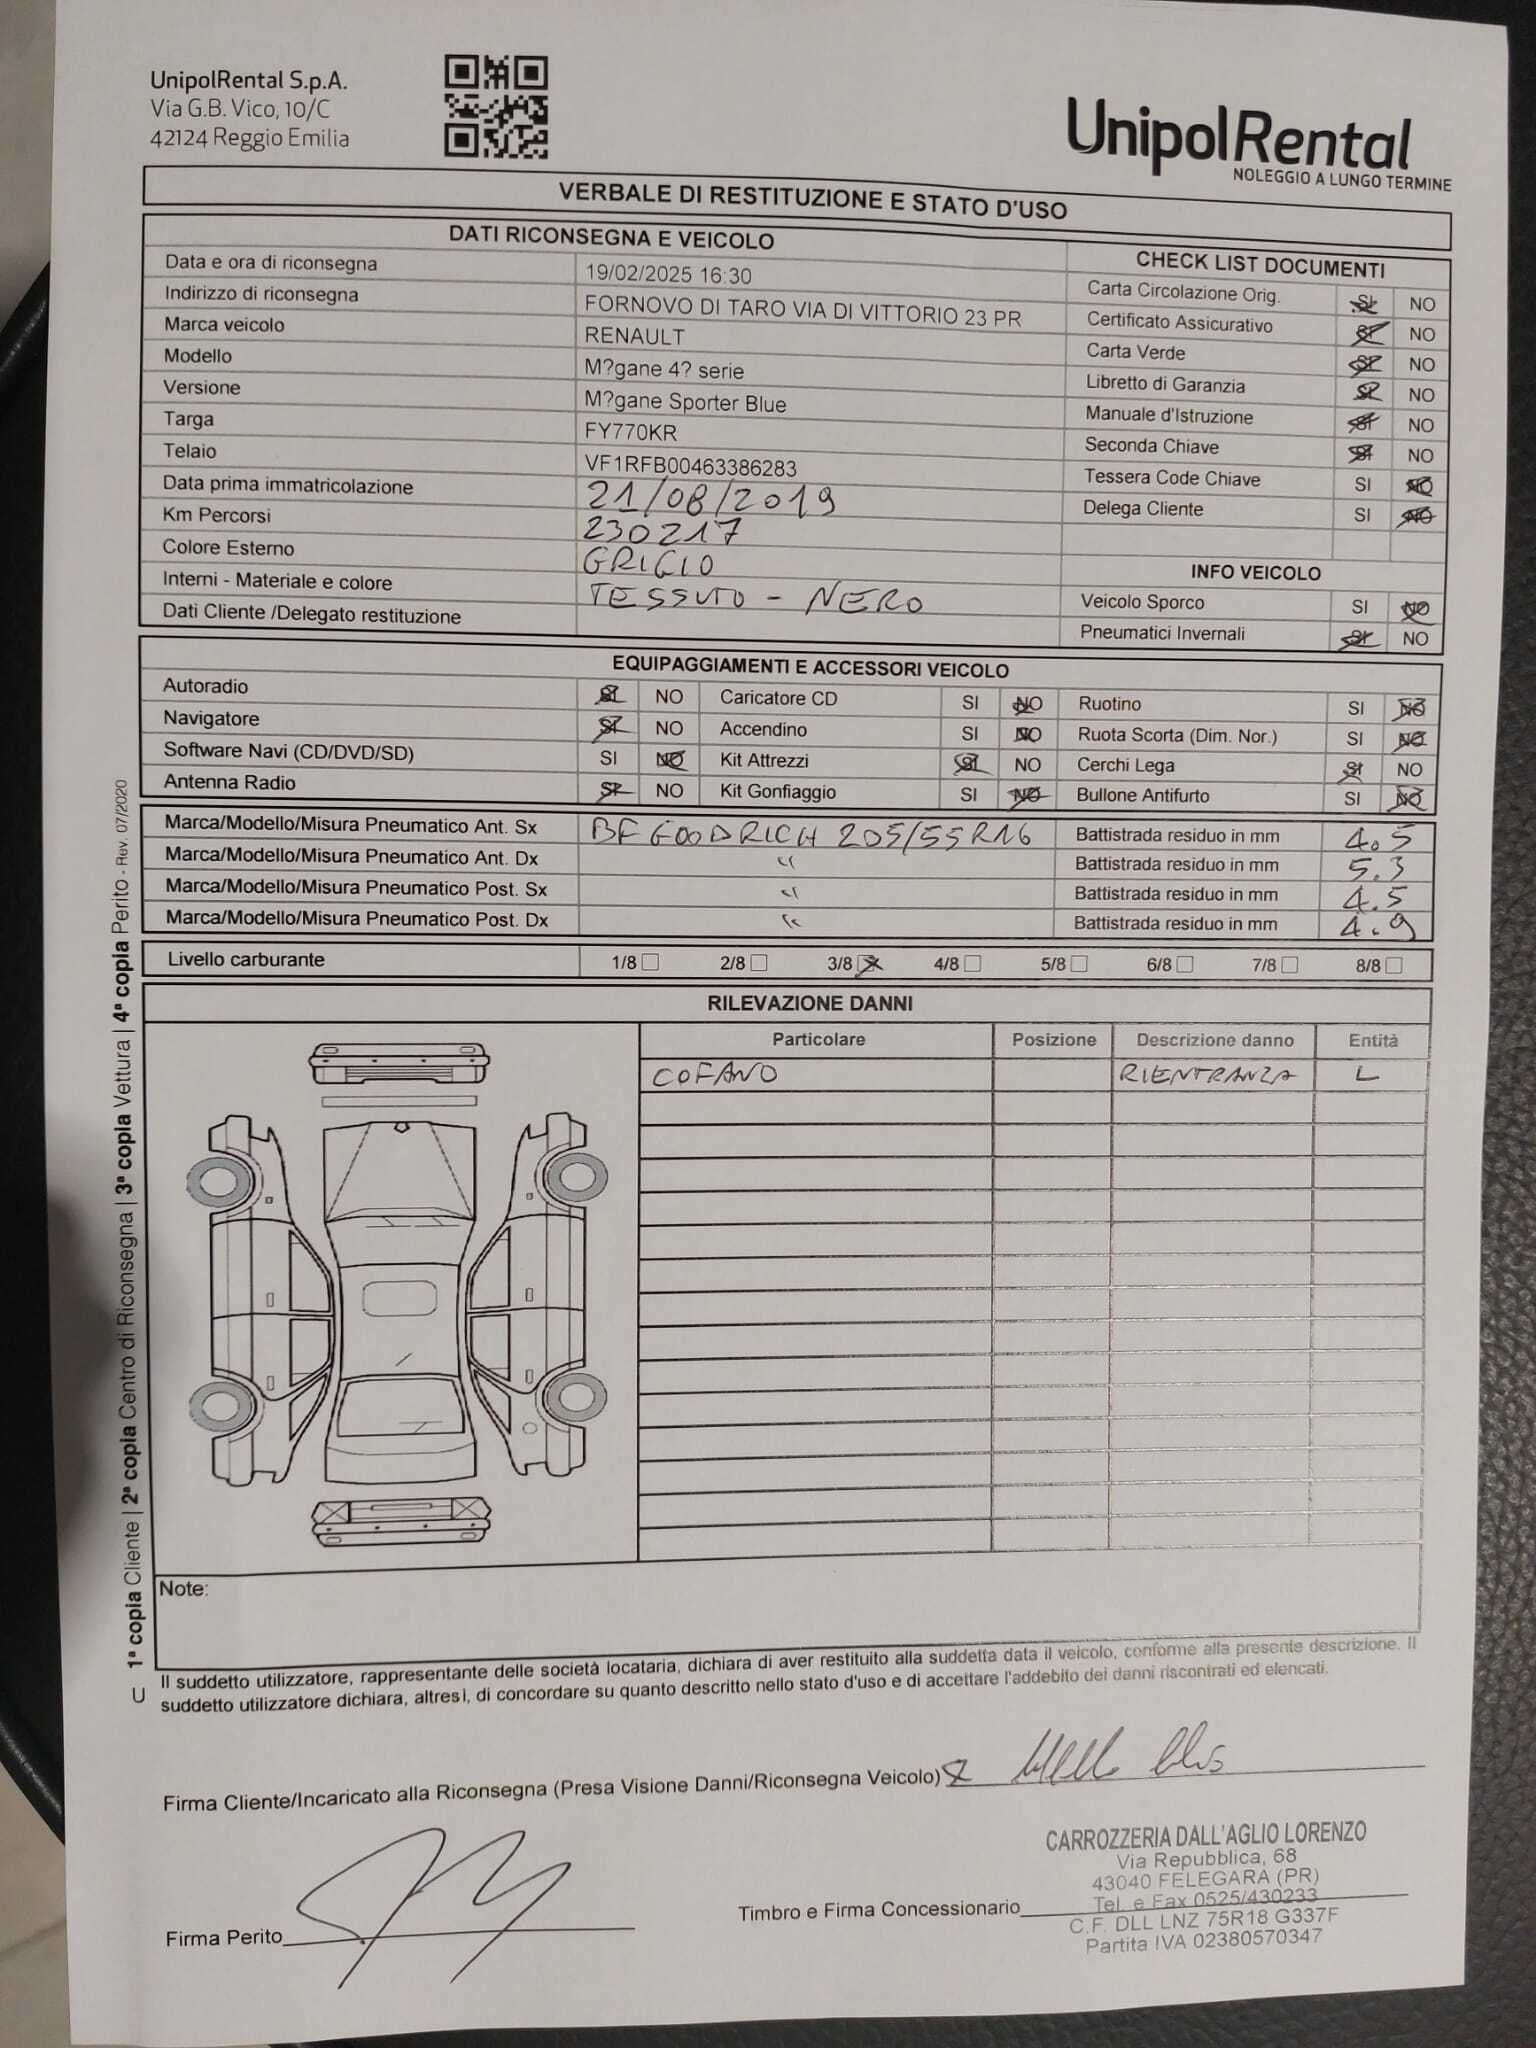 UnipolRental S.p.A.
Via G.B. Vico, 10/C
42124 Reggio Emilia
UnipolRental
NOLEGGIO A LUNGO TERMINE
VERBALE DI RESTITUZIONE E STATO D'USO
DATI RICONSEGNA E VEICOLO
Data e ora di riconsegna 19/02/2025 16:30
Indirizzo di riconsegna FORNOVO DI TARO VIA DI VITTORIO 23 PR
Marca veicolo RENAULT
Modello M?gane 4? serie
Versione M?gane Sporter Blue
Targa FY770KR
Telaio VF1RFB00463386283
Data prima immatricolazione 21/08/2019
Km Percorsi 230217
Colore Esterno GRIGIO
Interni - Materiale e colore TESSUTO - NERO
Dati Cliente /Delegato restituzione
CHECK LIST DOCUMENTI
Carta Circolazione Orig. SI NO
Certificato Assicurativo SI NO
Carta Verde SI NO
Libretto di Garanzia SI NO
Manuale d'Istruzione SI NO
Seconda Chiave SI NO
Tessera Code Chiave SI NO
Delega Cliente SI NO
INFO VEICOLO
Veicolo Sporco SI NO
Pneumatici Invernali SI NO
EQUIPAGGIAMENTI E ACCESSORI VEICOLO
Autoradio SI NO Caricatore CD SI NO Ruotino SI NO
Navigatore SI NO Accendino SI NO Ruota Scorta (Dim. Nor.) SI NO
Software Navi (CD/DVD/SD) SI NO Kit Attrezzi SI NO Cerchi Lega SI NO
Antenna Radio SI NO Kit Gonfiaggio SI NO Bullone Antifurto SI NO
Marca/Modello/Misura Pneumatico Ant. Sx BF GOODRICH 205/55R16 Battistrada residuo in mm 4.5
Marca/Modello/Misura Pneumatico Ant. Dx " Battistrada residuo in mm 5.3
Marca/Modello/Misura Pneumatico Post. Sx " Battistrada residuo in mm 4.5
Marca/Modello/Misura Pneumatico Post. Dx " Battistrada residuo in mm 4.9
Livello carburante 1/8 2/8 3/8 4/8 5/8 6/8 7/8 8/8
RILEVAZIONE DANNI
Particolare Posizione Descrizione danno Entità
COFANO RIENTRANZA L
Note:
Il suddetto utilizzatore, rappresentante delle società locataria, dichiara di aver restituito alla suddetta data il veicolo, conforme alla presente descrizione. Il
suddetto utilizzatore dichiara, altresì, di concordare su quanto descritto nello stato d'uso e di accettare l'addebito dei danni riscontrati ed elencati.
Firma Cliente/Incaricato alla Riconsegna (Presa Visione Danni/Riconsegna Veicolo)
Firma Perito
Timbro e Firma Concessionario
CARROZZERIA DALL'AGLIO LORENZO
Via Repubblica, 68
43040 FELEGARA (PR)
Tel. e Fax 0525/430233
C.F. DLL LNZ 75R18 G337F
Partita IVA 02380570347
U 1ª copia Cliente | 2ª copia Centro di Riconsegna | 3ª copia Vettura | 4ª copia Perito - Rev. 07/2020